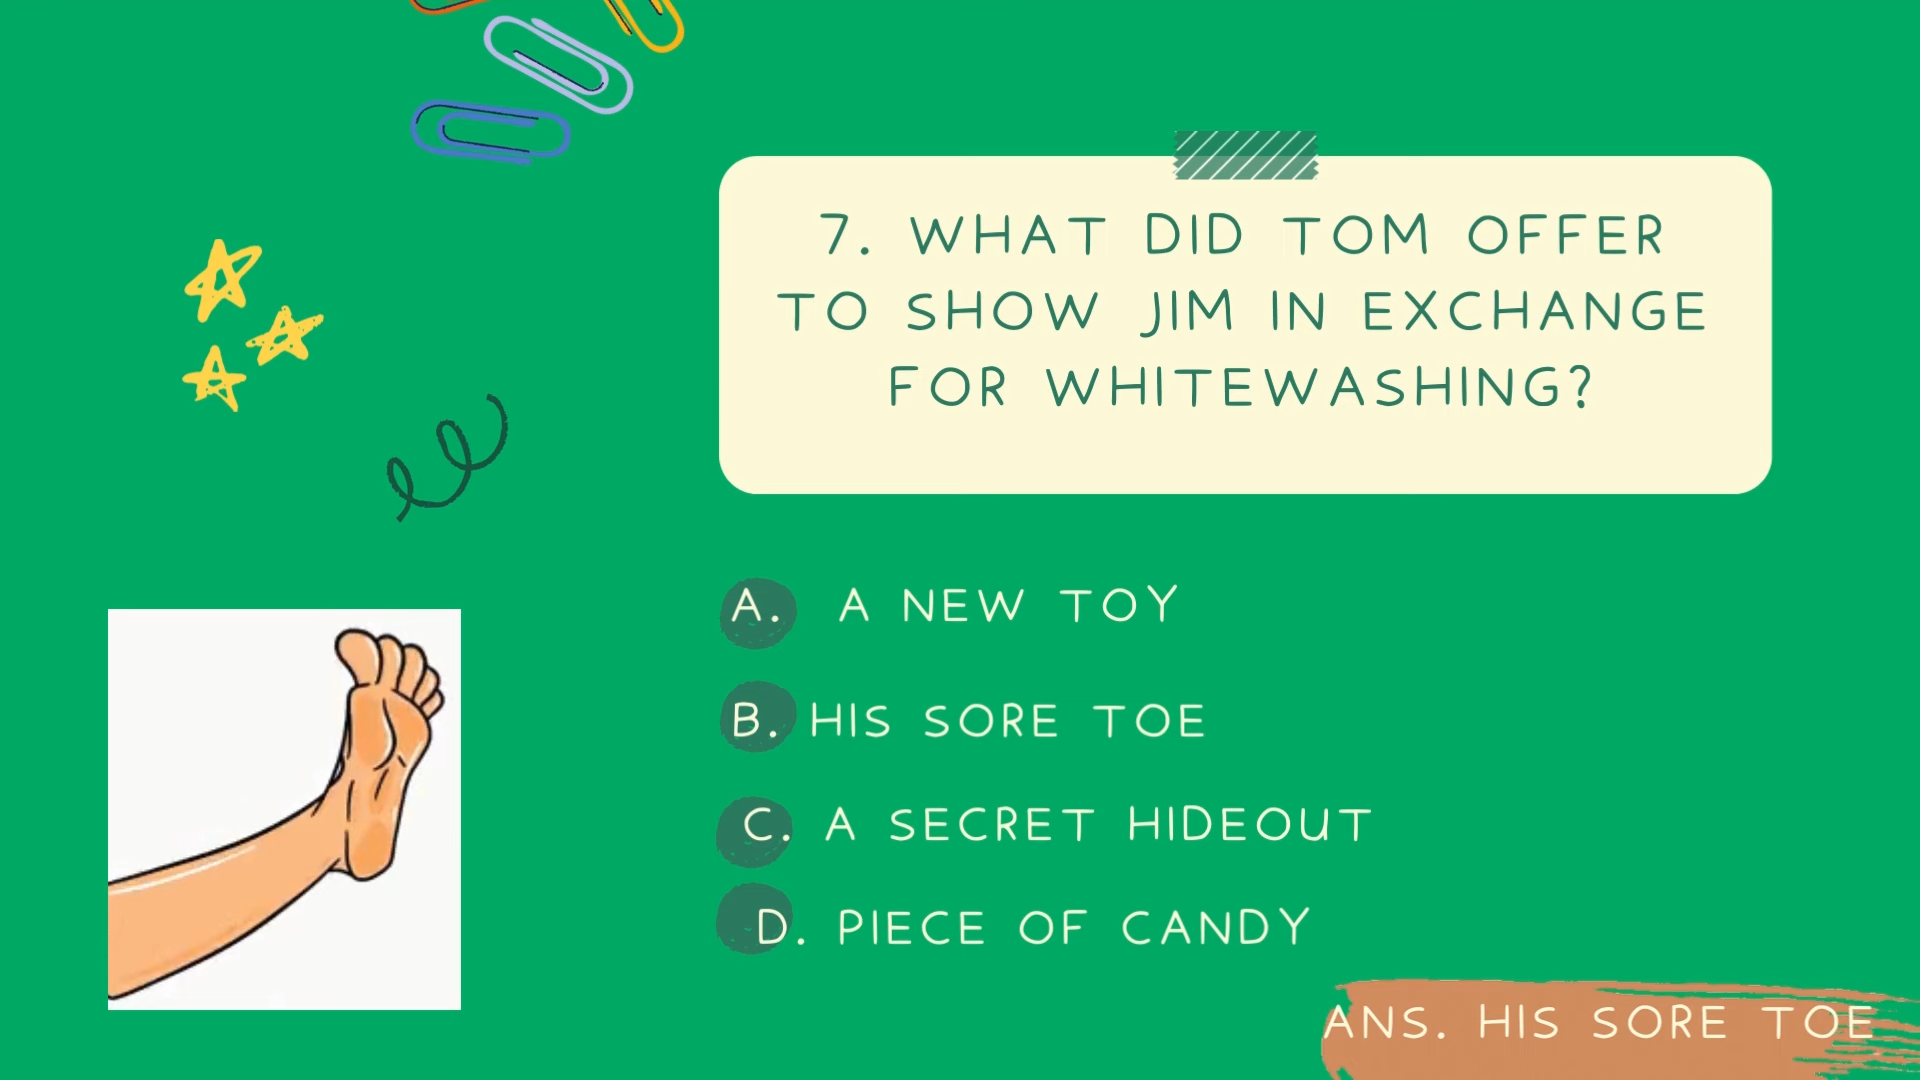 7. WHAT DID TOM OFFER
TO SHOW JIM IN EXCHANGE
FOR WHITEWASHING?
A. A NEW TOY
B. HIS SORE TOE
C. A SECRET HIDEOUT
D. PIECE OF CANDY
ANS. HIS SORE TOE